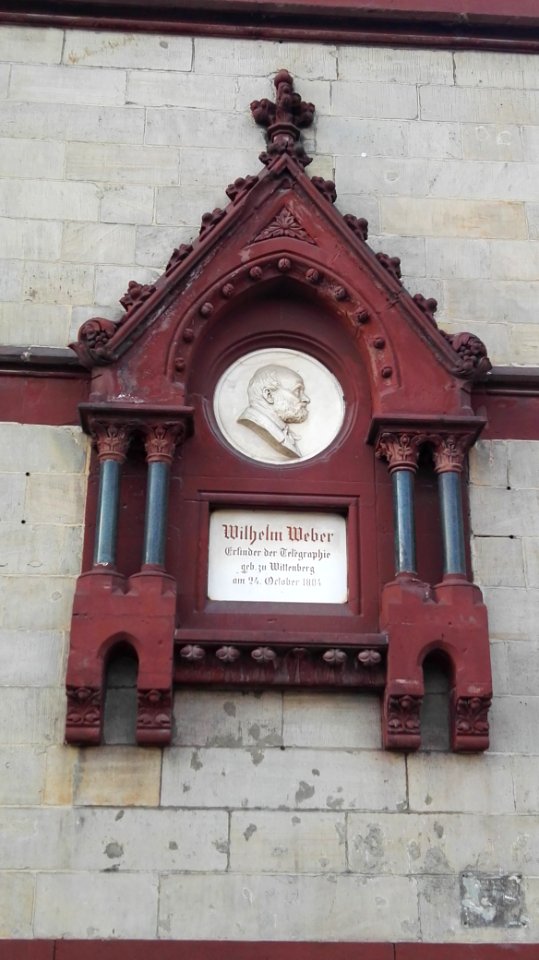 Wilhelm Weber
Erfinder der Telegraphie
geb. zu Wittenberg
am 24. October 1804